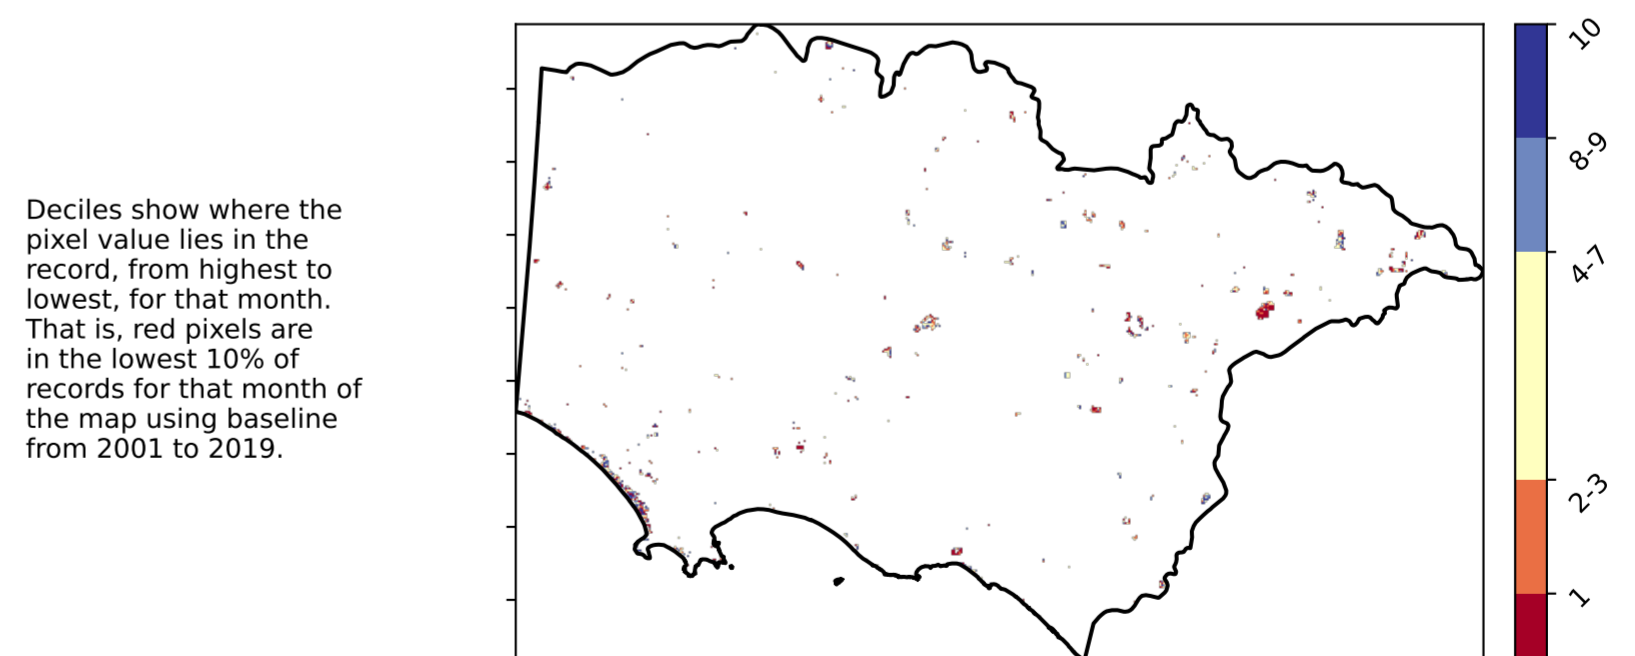 Deciles show where the
pixel value lies in the
record, from highest to
lowest, for that month.
That is, red pixels are
in the lowest 10% of
records for that month of
the map using baseline
from 2001 to 2019.
10
8-9
4-7
2-3
1